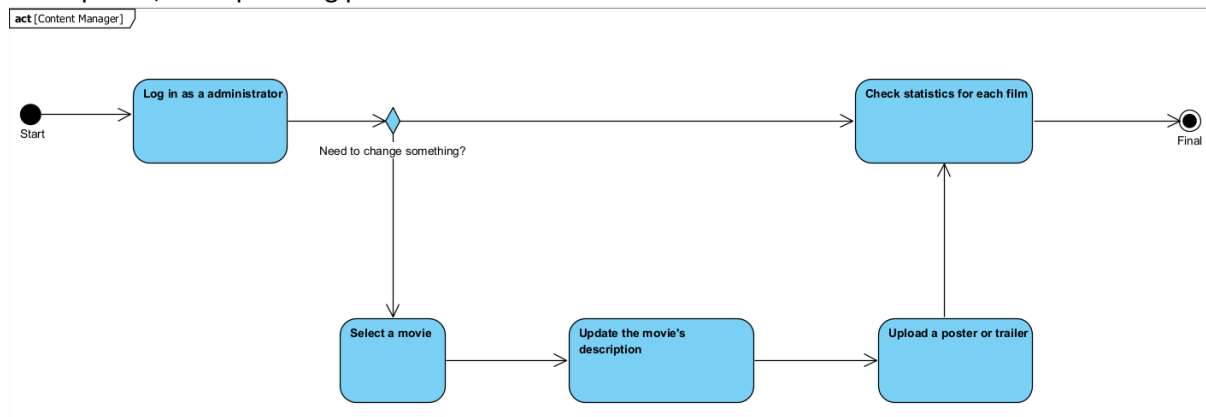 act [Content Manager]
Log in as a administrator
Check statistics for each film
Start
Final
Need to change something?
Select a movie
Update the movie's
description
Upload a poster or trailer